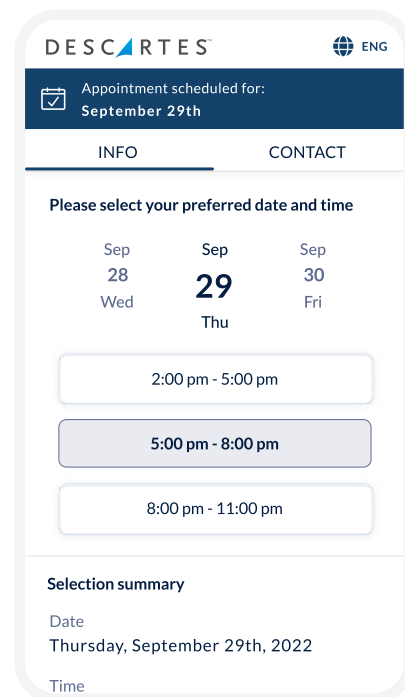 DESCARTES™
ENG
Appointment scheduled for:
September 29th
INFO CONTACT
Please select your preferred date and time
Sep Sep Sep
28 29 30
Wed Thu Fri
2:00 pm - 5:00 pm
5:00 pm - 8:00 pm
8:00 pm - 11:00 pm
Selection summary
Date
Thursday, September 29th, 2022
Time